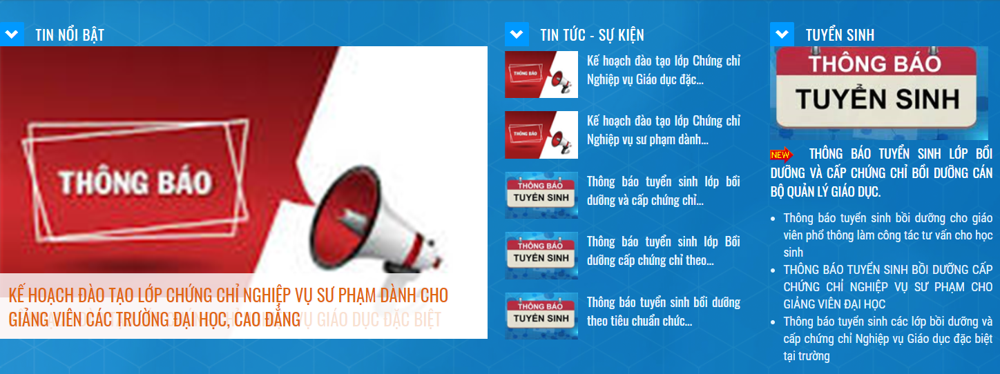 TIN NỔI BẬT
THÔNG BÁO
KẾ HOẠCH ĐÀO TẠO LỚP CHỨNG CHỈ NGHIỆP VỤ SƯ PHẠM DÀNH CHO
GIẢNG VIÊN CÁC TRƯỜNG ĐẠI HỌC, CAO ĐẲNG
VỤ GIÁO DỤC ĐẶC BIỆT
TIN TỨC - SỰ KIỆN
THÔNG BÁO
Kế hoạch đào tạo lớp Chứng chỉ
Nghiệp vụ Giáo dục đặc...
THÔNG BÁO
Kế hoạch đào tạo lớp Chứng chỉ
Nghiệp vụ sư phạm dành...
THÔNG BÁO
TUYỂN SINH
Thông báo tuyển sinh lớp bồi
dưỡng và cấp chứng chỉ...
THÔNG BÁO
TUYỂN SINH
Thông báo tuyển sinh lớp Bồi
dưỡng cấp chứng chỉ theo...
THÔNG BÁO
TUYỂN SINH
Thông báo tuyển sinh bồi dưỡng
theo tiêu chuẩn chức...
TUYỂN SINH
THÔNG BÁO
TUYỂN SINH
NEW THÔNG BÁO TUYỂN SINH LỚP BỒI
DƯỠNG VÀ CẤP CHỨNG CHỈ BỒI DƯỠNG CÁN
BỘ QUẢN LÝ GIÁO DỤC.
Thông báo tuyển sinh bồi dưỡng cho giáo
viên phổ thông làm công tác tư vấn cho học
sinh
THÔNG BÁO TUYỂN SINH BỒI DƯỠNG CẤP
CHỨNG CHỈ NGHIỆP VỤ SƯ PHẠM CHO
GIẢNG VIÊN ĐẠI HỌC
Thông báo tuyển sinh các lớp bồi dưỡng và
cấp chứng chỉ Nghiệp vụ Giáo dục đặc biệt
tại trường